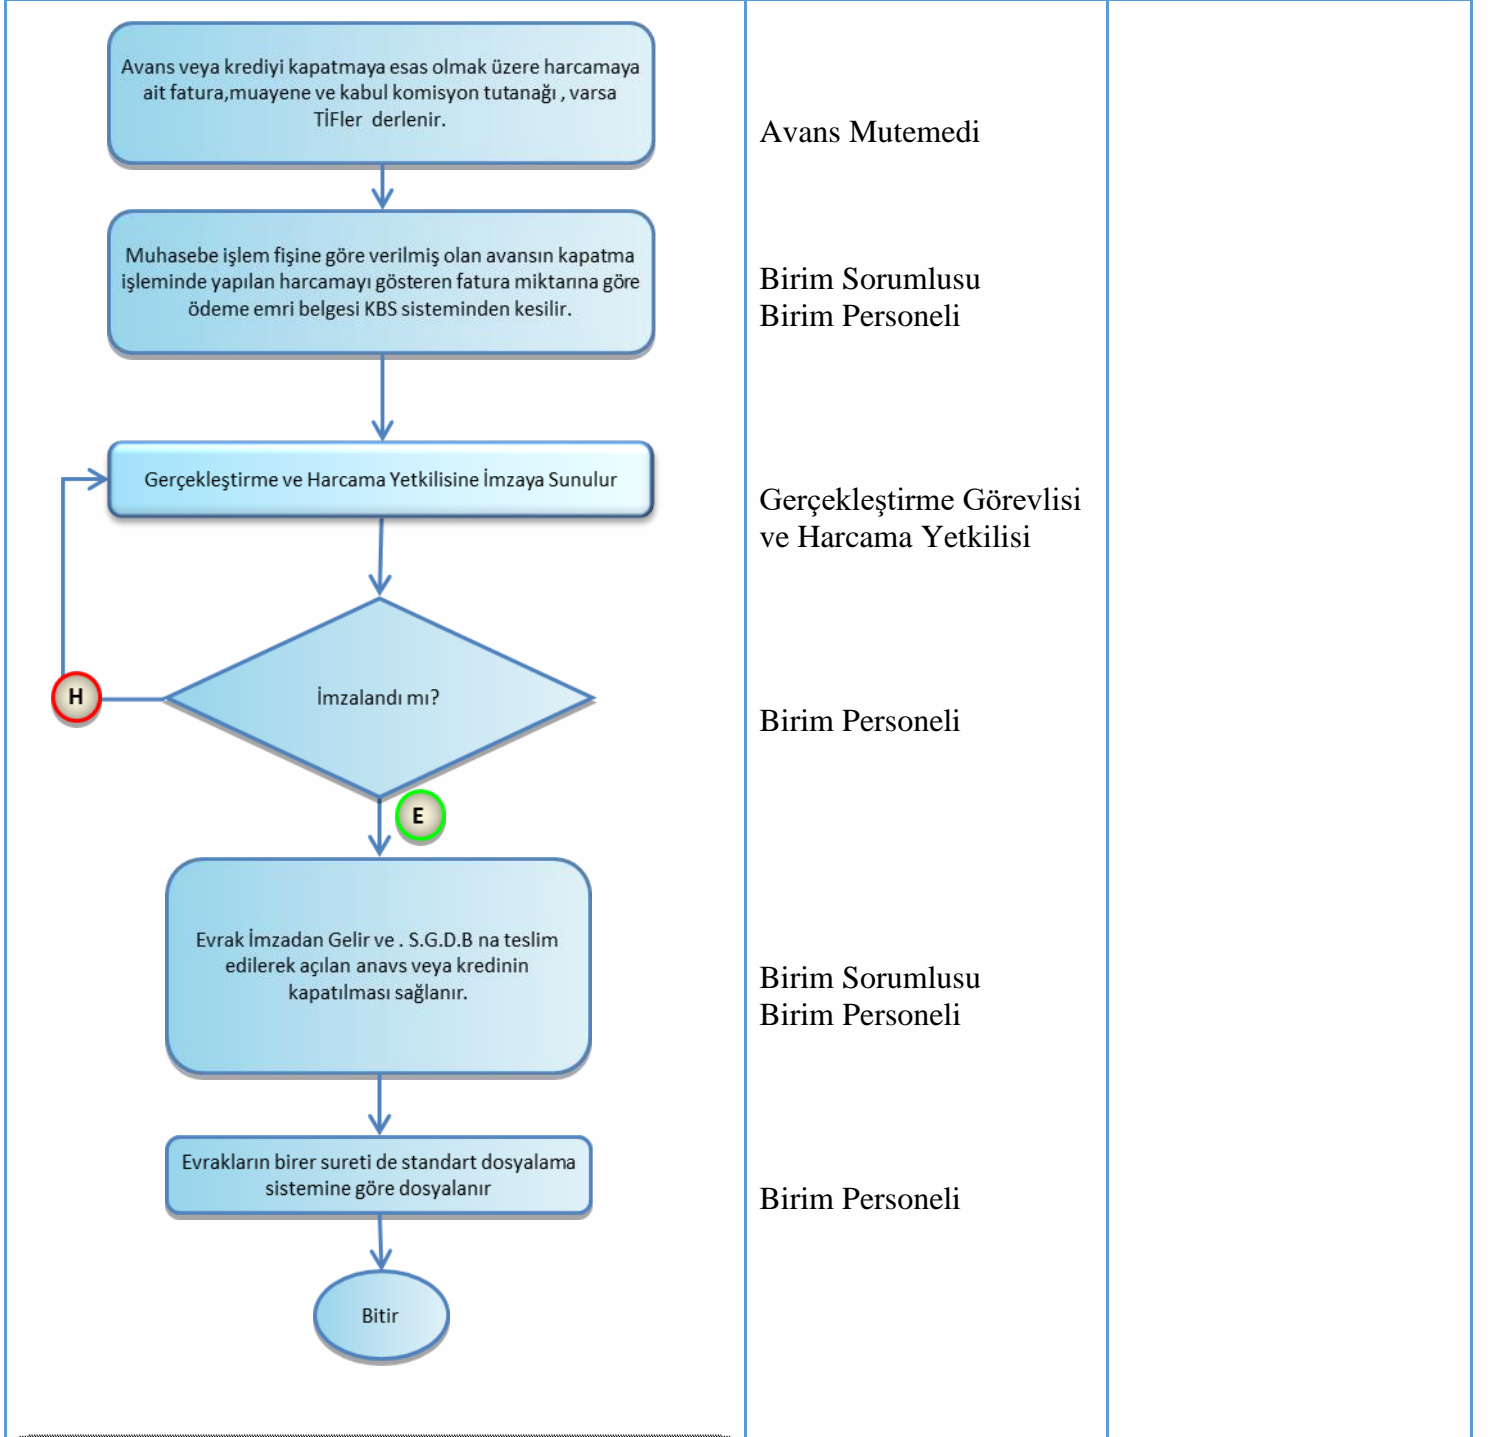 Avans veya krediyi kapatmaya esas olmak üzere harcamaya
ait fatura,muayene ve kabul komisyon tutanağı , varsa
TİFler derlenir.
Avans Mutemedi
Muhasebe işlem fişine göre verilmiş olan avansın kapatma
işleminde yapılan harcamayı gösteren fatura miktarına göre
ödeme emri belgesi KBS sisteminden kesilir.
Birim Sorumlusu
Birim Personeli
Gerçekleştirme ve Harcama Yetkilisine İmzaya Sunulur
Gerçekleştirme Görevlisi
ve Harcama Yetkilisi
İmzalandı mı?
H
Birim Personeli
E
Evrak İmzadan Gelir ve . S.G.D.B na teslim
edilerek açılan anavs veya kredinin
kapatılması sağlanır.
Birim Sorumlusu
Birim Personeli
Evrakların birer sureti de standart dosyalama
sistemine göre dosyalanır
Birim Personeli
Bitir